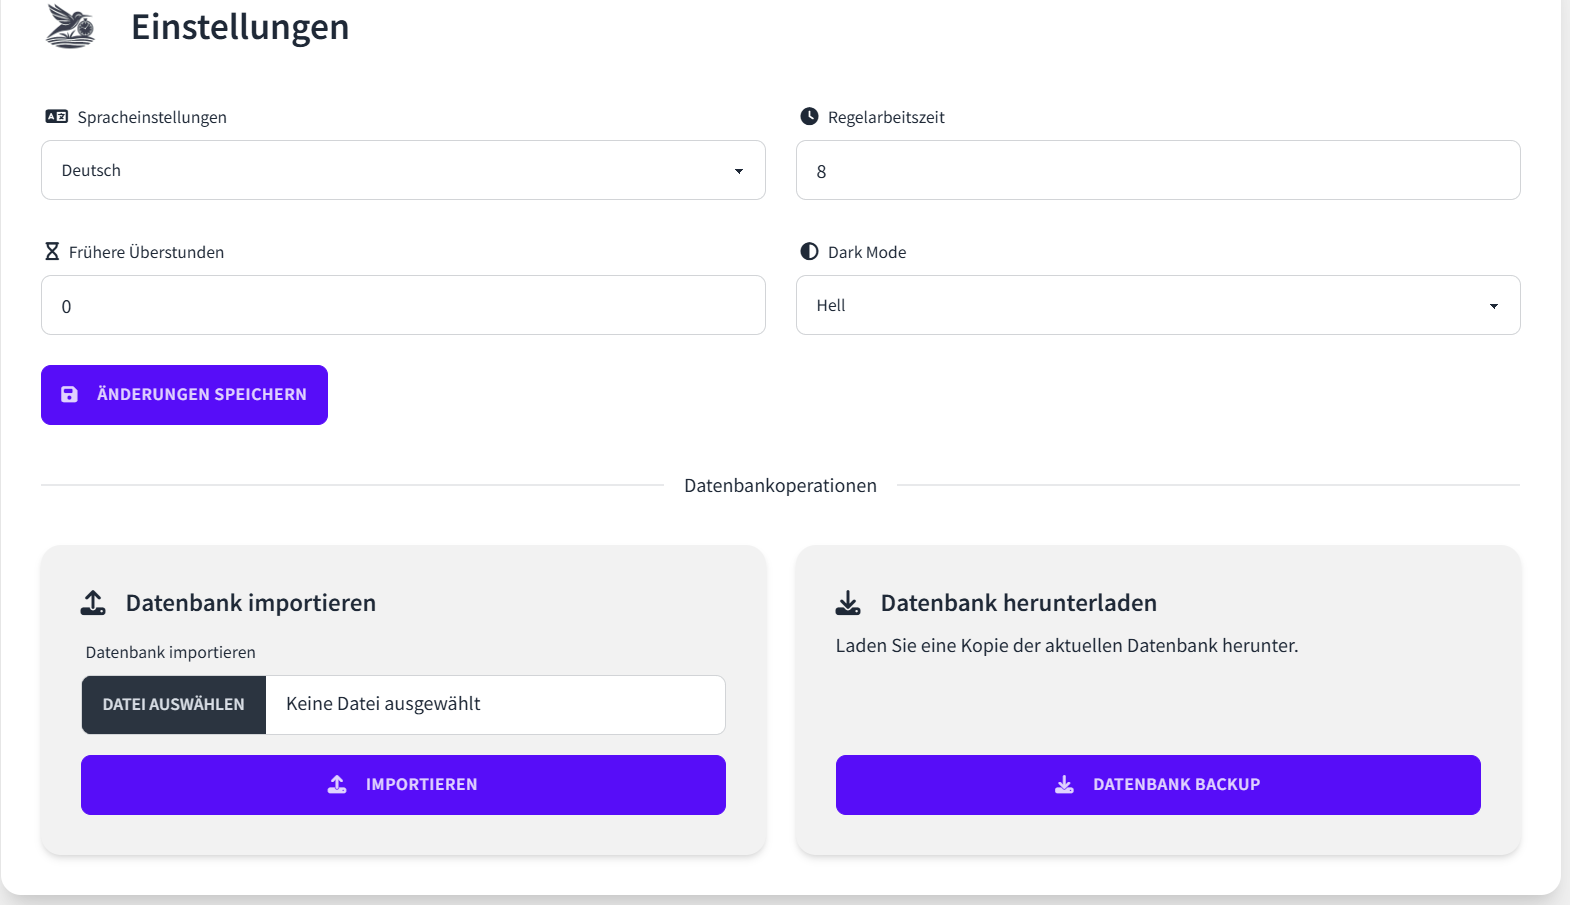 Einstellungen
Spracheinstellungen
Deutsch
Regelarbeitszeit
8
Frühere Überstunden
0
Dark Mode
Hell
ÄNDERUNGEN SPEICHERN
Datenbankoperationen
Datenbank importieren
Datenbank importieren
DATEI AUSWÄHLEN Keine Datei ausgewählt
IMPORTIEREN
Datenbank herunterladen
Laden Sie eine Kopie der aktuellen Datenbank herunter.
DATENBANK BACKUP